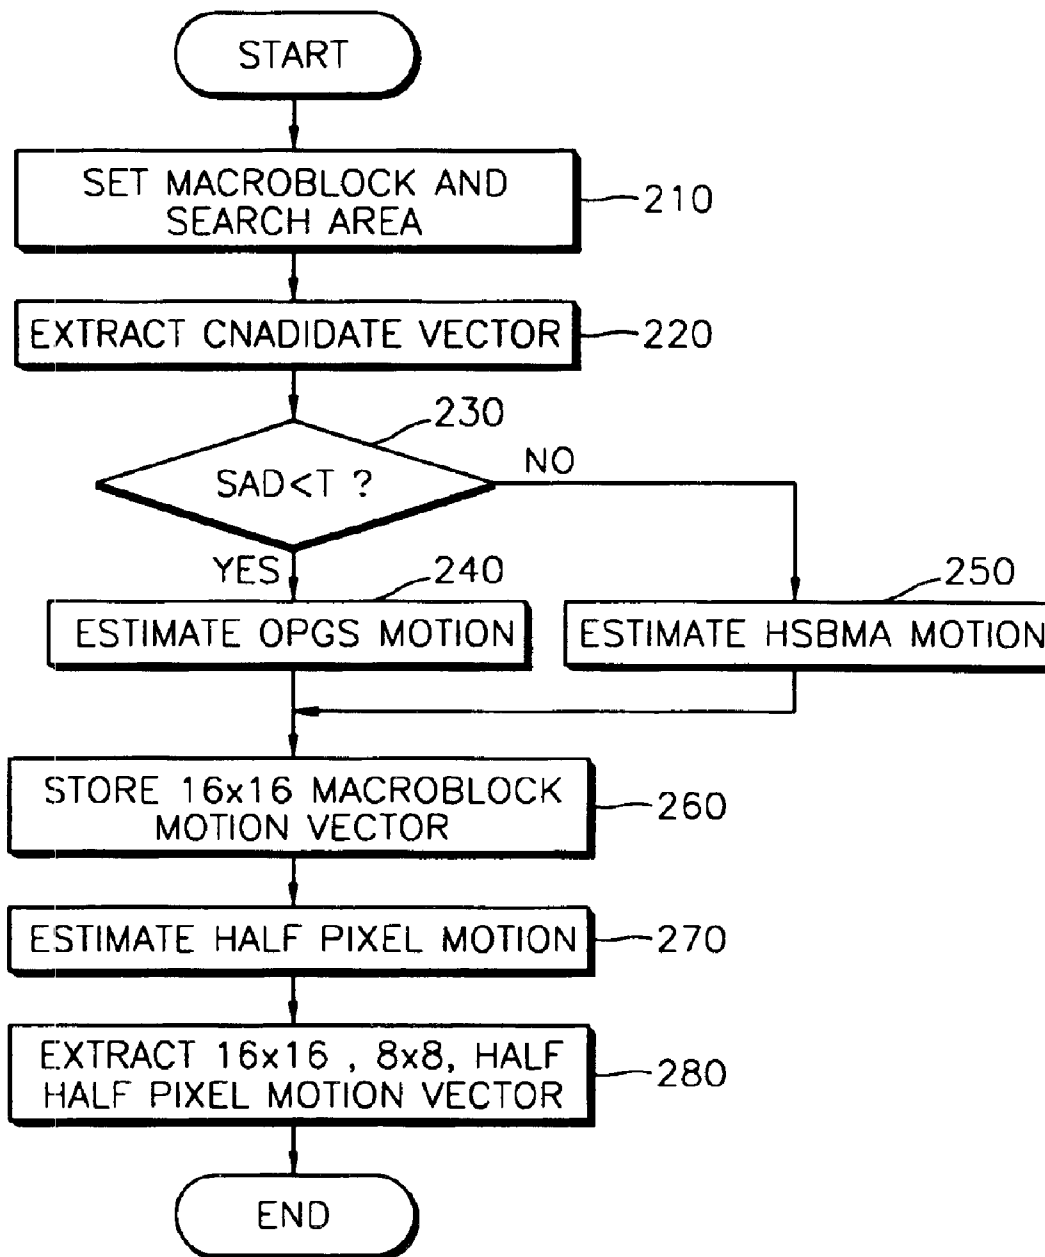 START
SET MACROBLOCK AND
SEARCH AREA
210
EXTRACT CNADIDATE VECTOR
220
230
SAD<T ?
NO
YES
240
250
ESTIMATE OPGS MOTION
ESTIMATE HSBMA MOTION
STORE 16x16 MACROBLOCK
MOTION VECTOR
260
ESTIMATE HALF PIXEL MOTION
270
EXTRACT 16x16 , 8x8, HALF
HALF PIXEL MOTION VECTOR
280
END